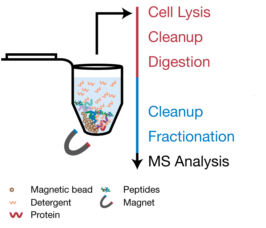 Cell Lysis
Cleanup
Digestion
Cleanup
Fractionation
MS Analysis
Magnetic bead
Peptides
Detergent
Magnet
Protein